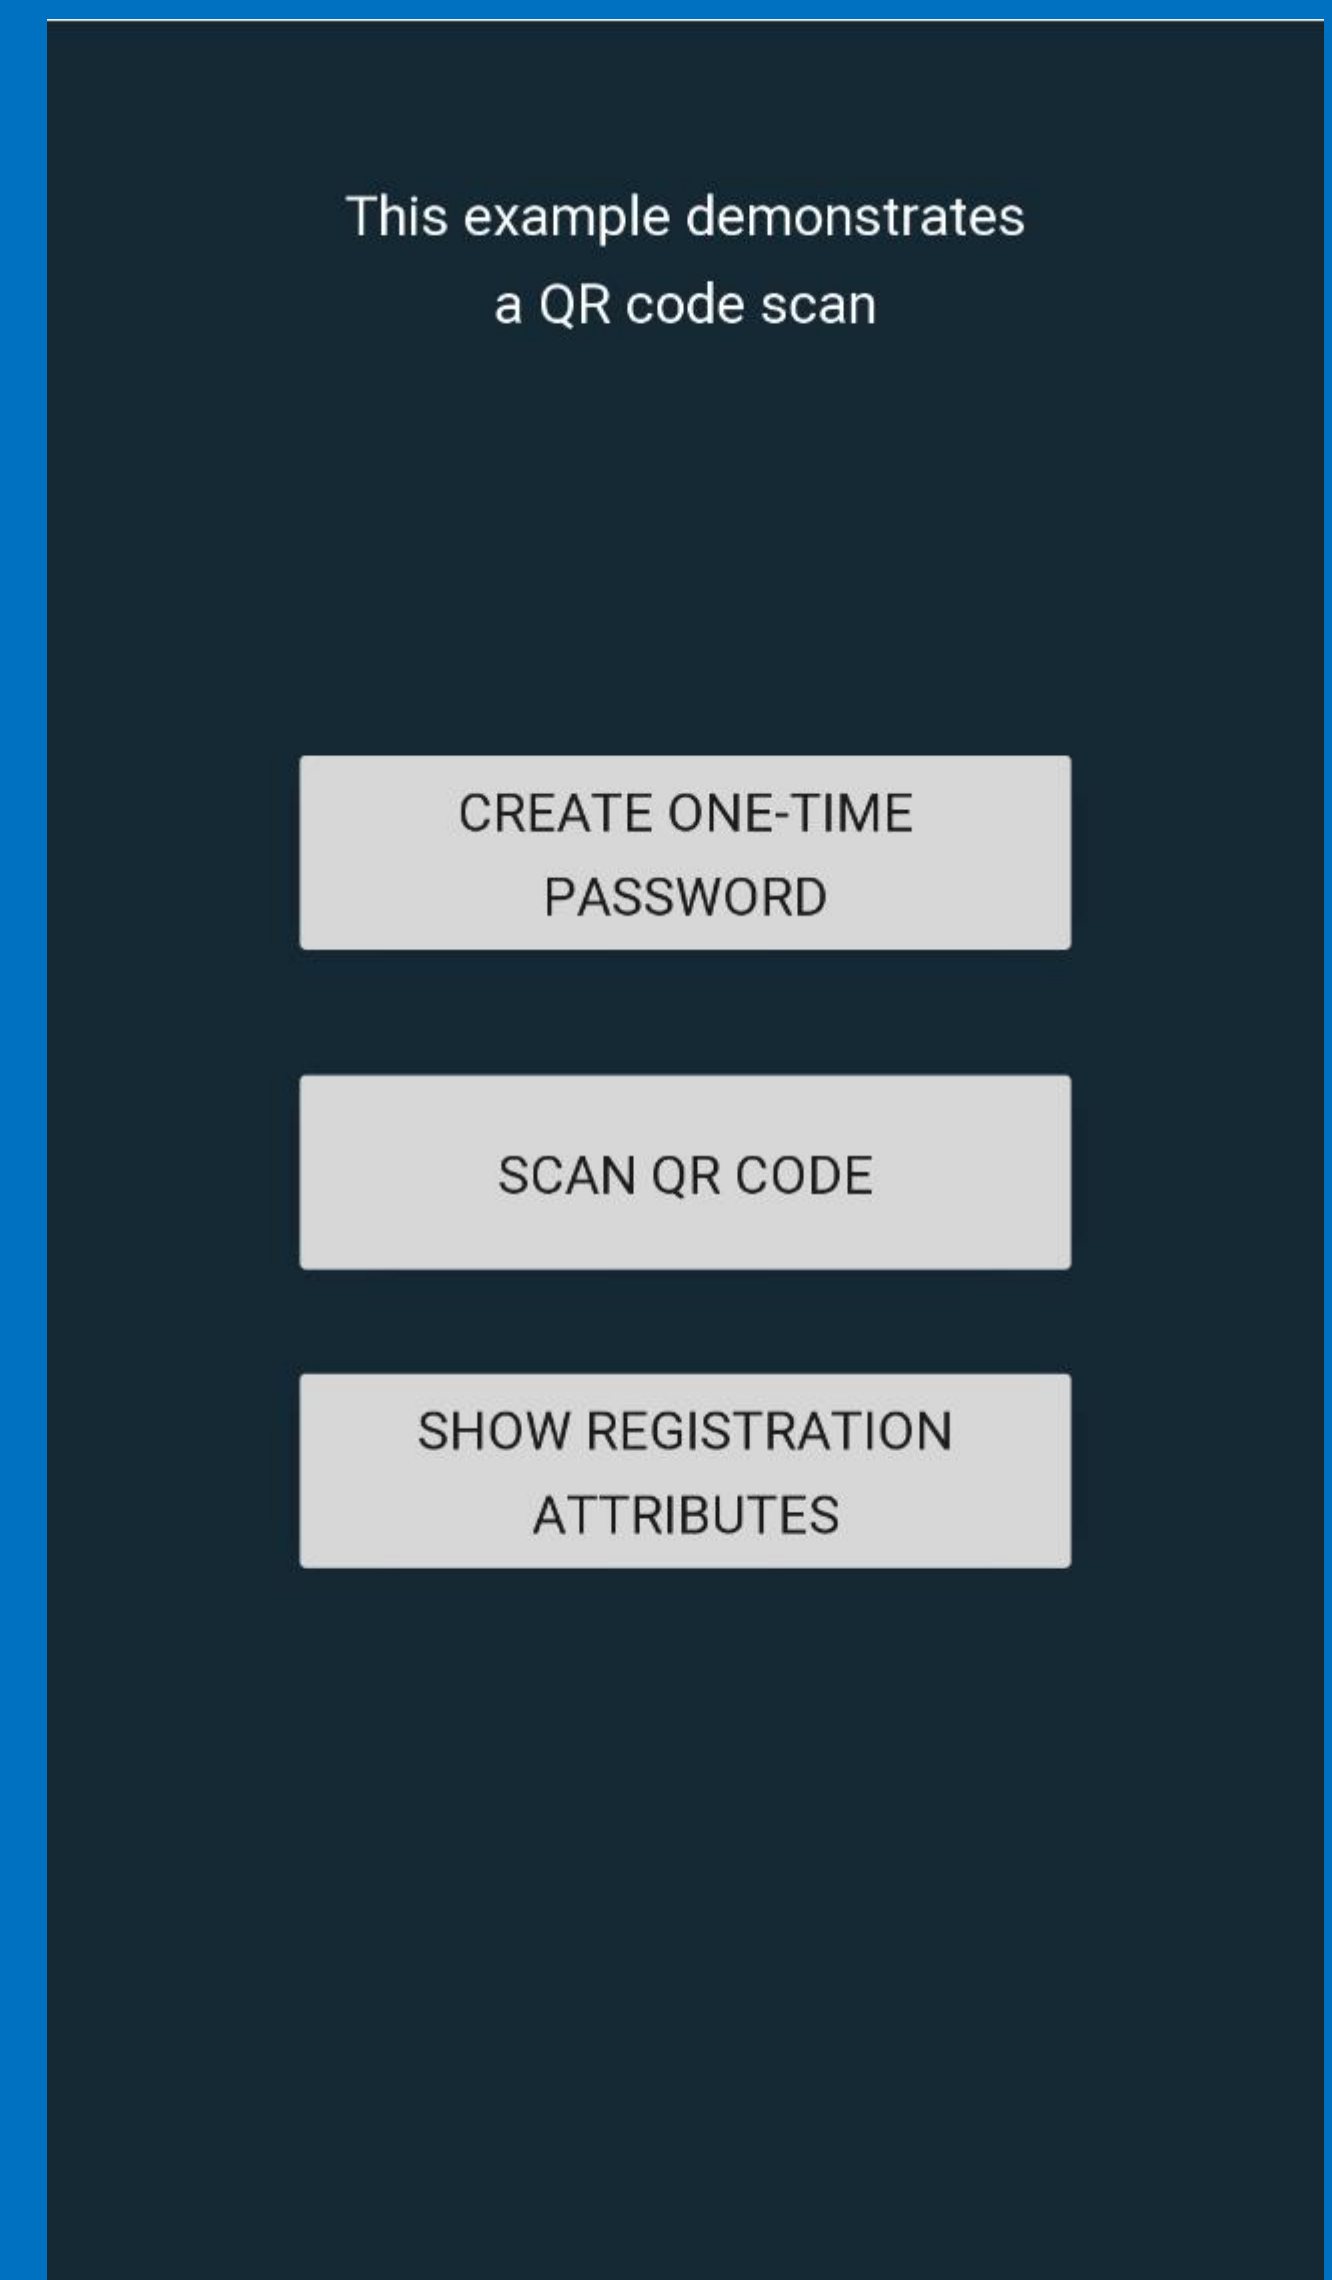 This example demonstrates
a QR code scan
CREATE ONE-TIME
PASSWORD
SCAN QR CODE
SHOW REGISTRATION
ATTRIBUTES